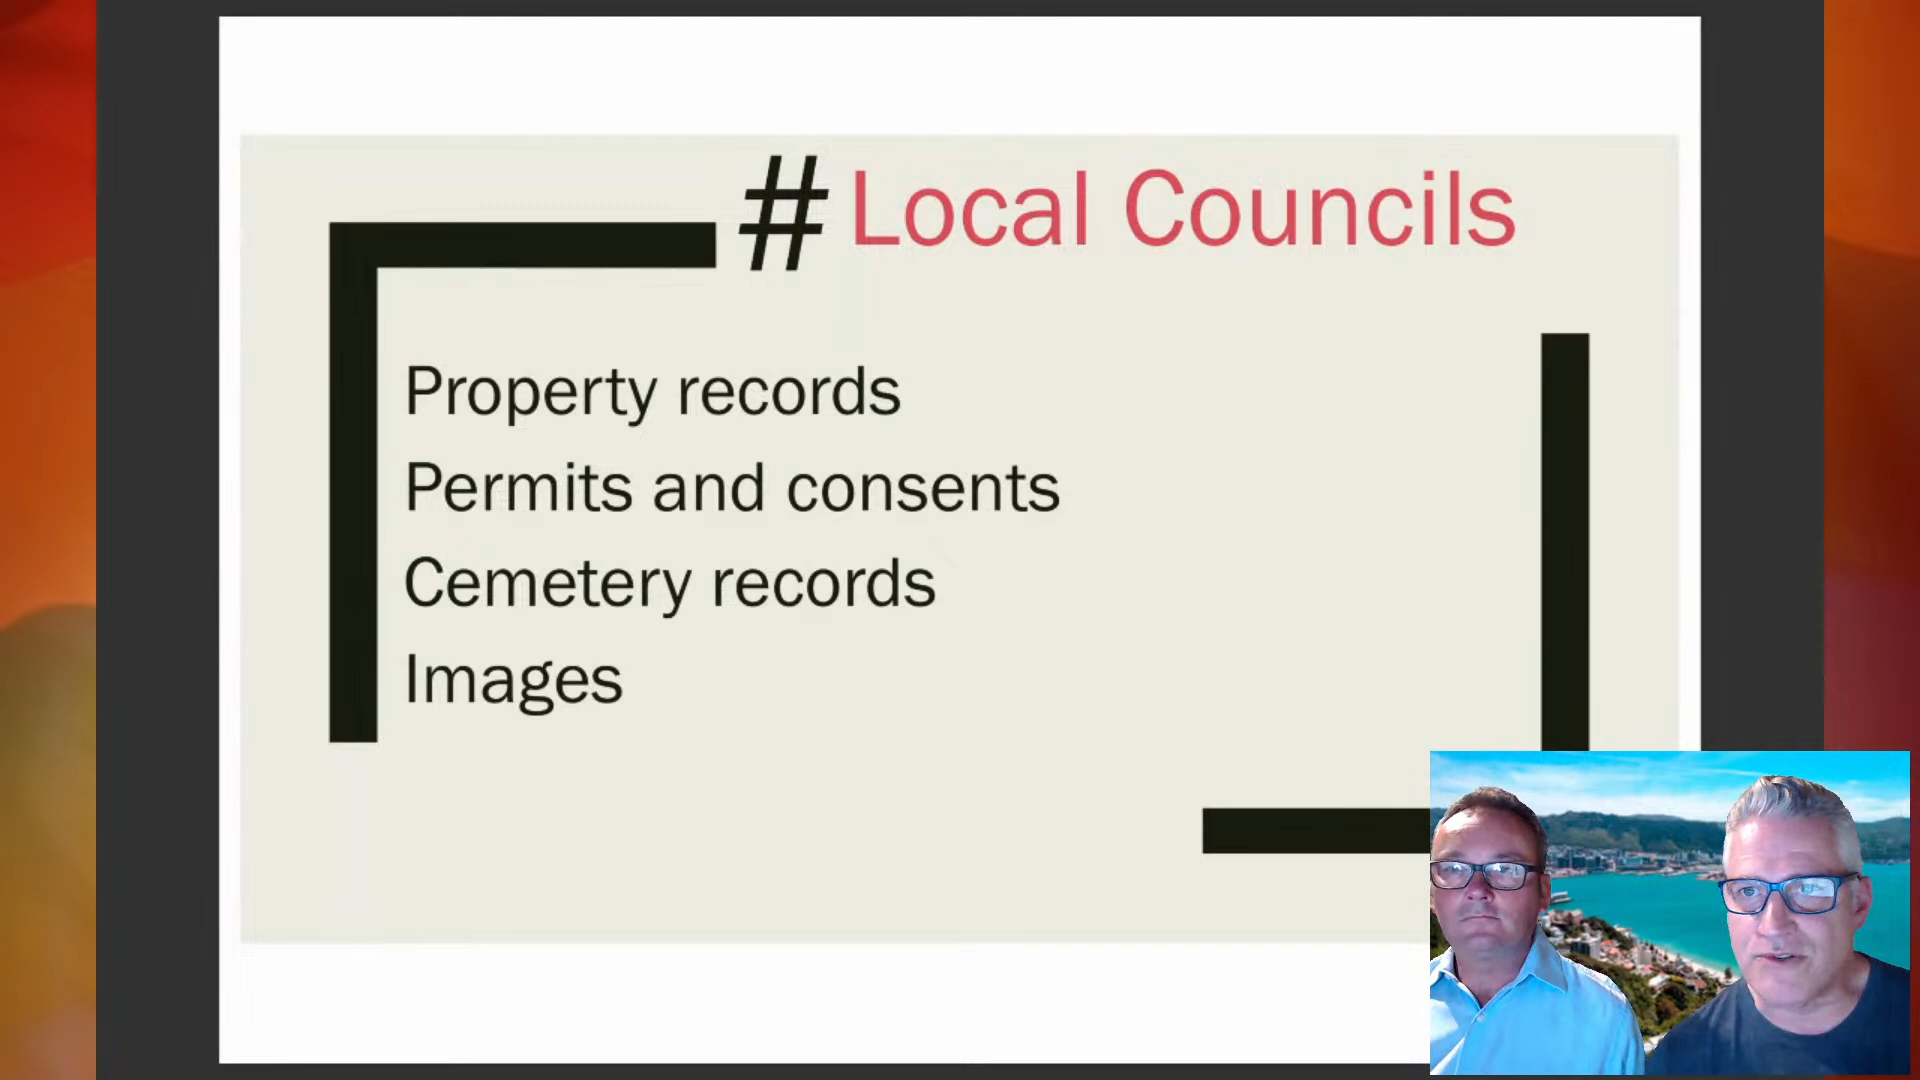 # Local Councils
Property records
Permits and consents
Cemetery records
Images